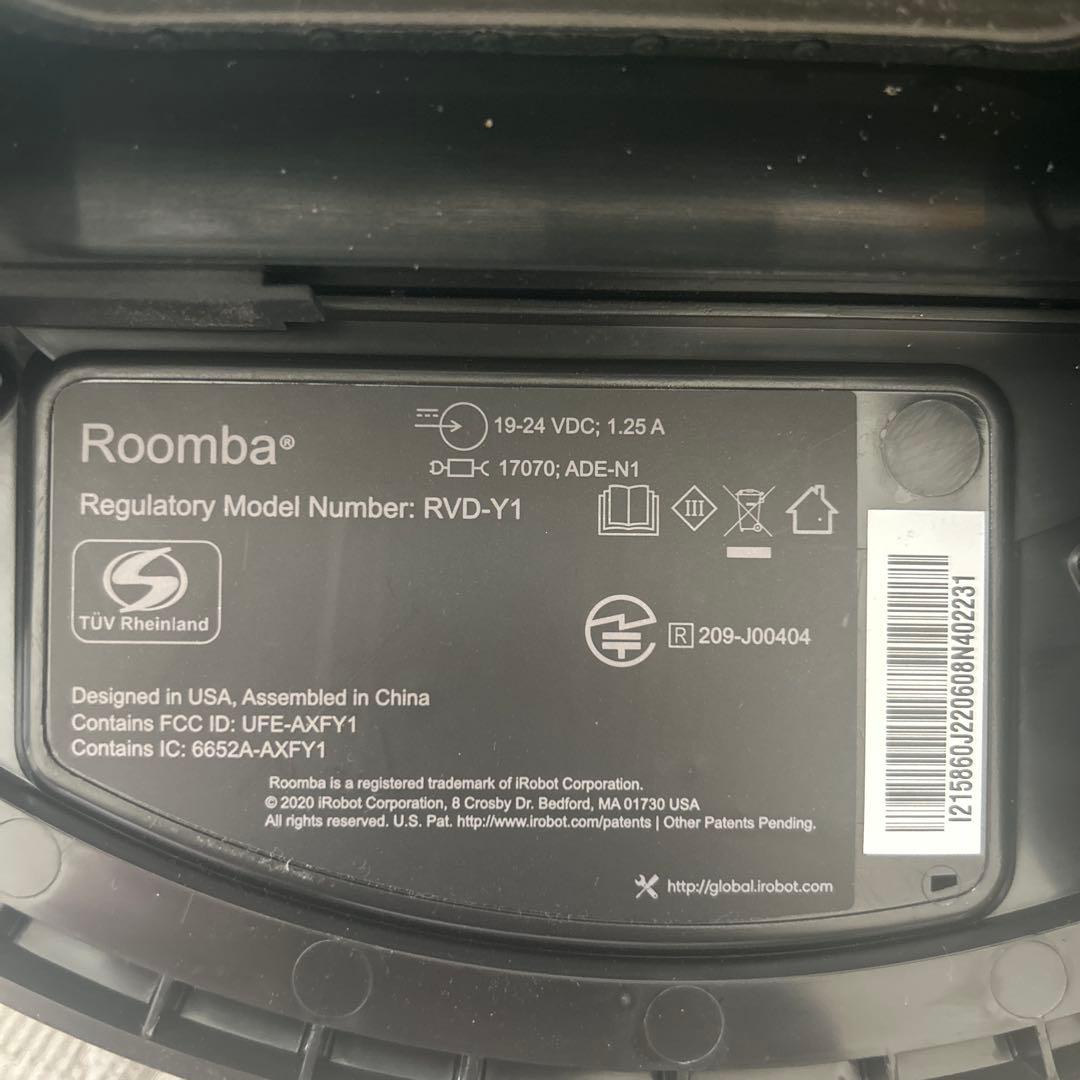 Roomba®
19-24 VDC; 1.25 A
17070; ADE-N1
Regulatory Model Number: RVD-Y1
III
TÜV Rheinland
R 209-J00404
Designed in USA, Assembled in China
Contains FCC ID: UFE-AXFY1
Contains IC: 6652A-AXFY1
Roomba is a registered trademark of iRobot Corporation.
© 2020 iRobot Corporation, 8 Crosby Dr. Bedford, MA 01730 USA
All rights reserved. U.S. Pat. http://www.irobot.com/patents | Other Patents Pending.
http://global.irobot.com
I215860J220608N402231